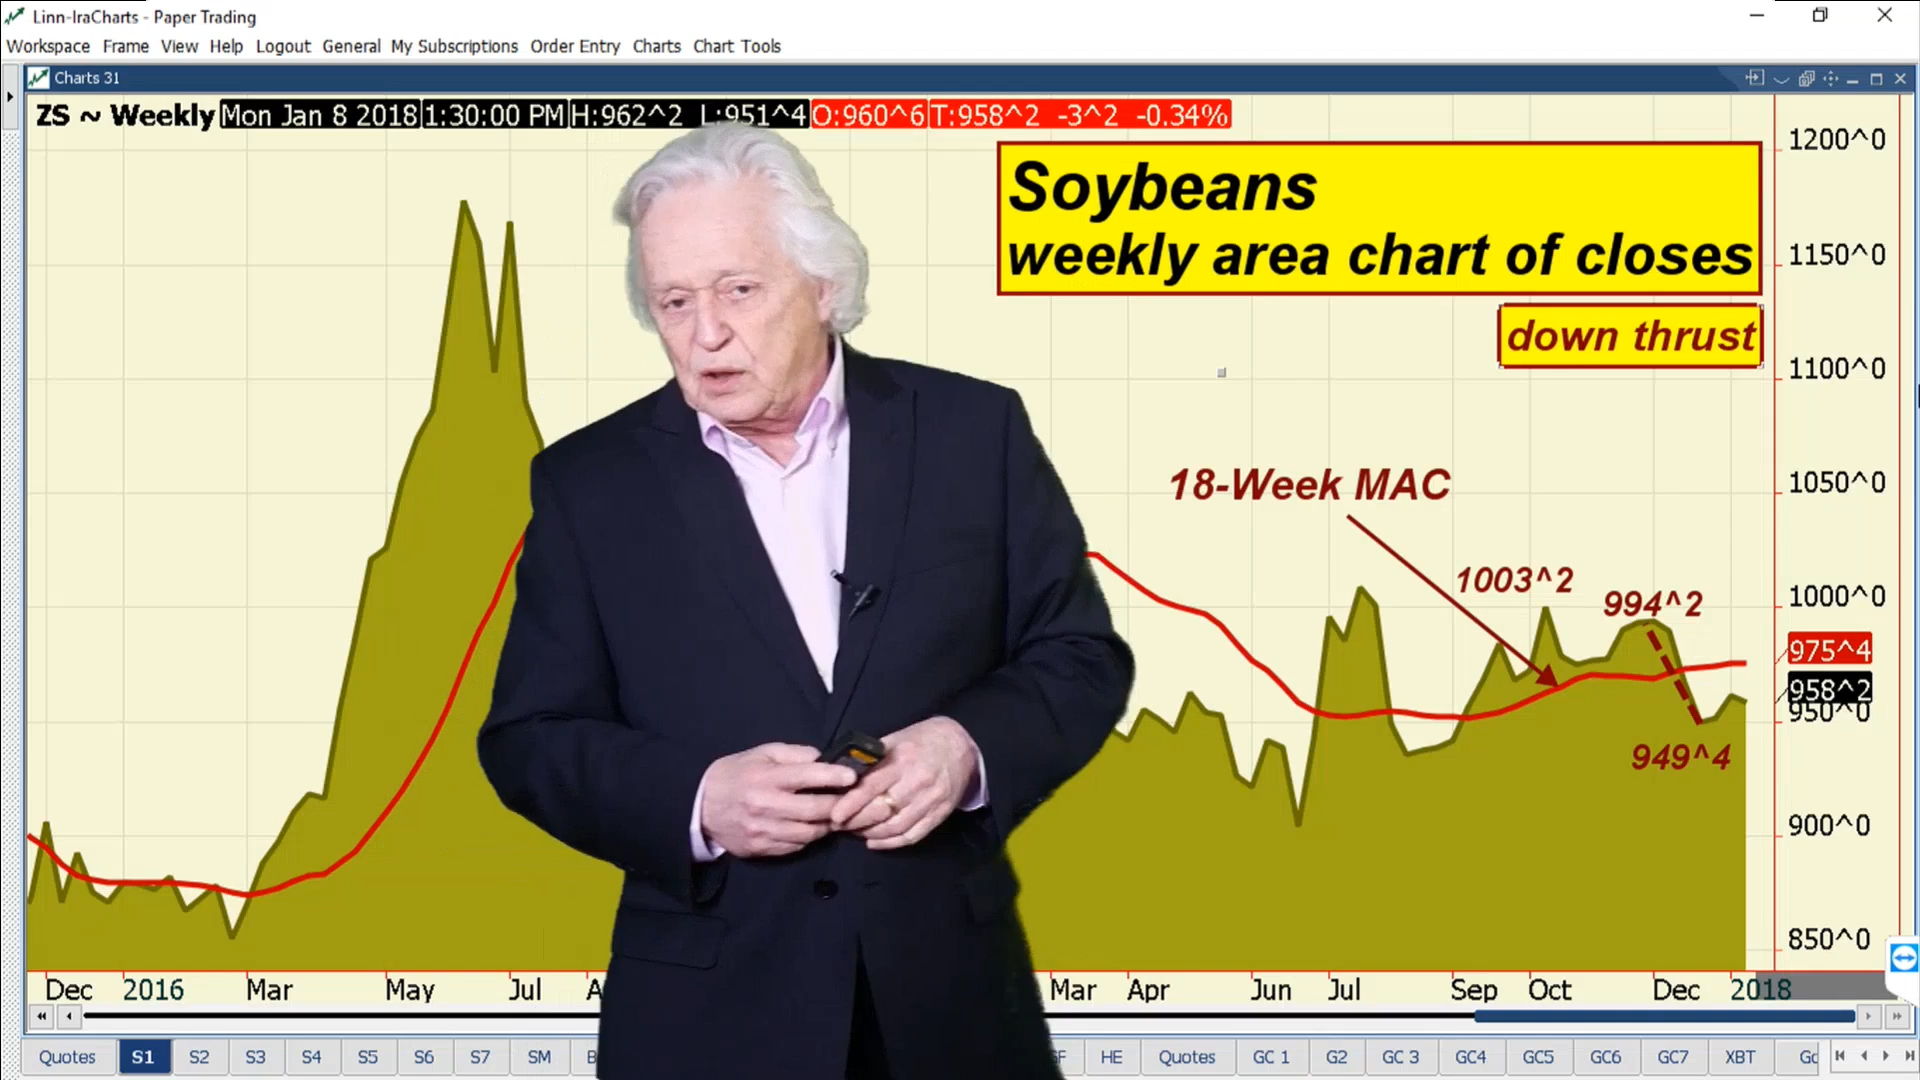 Linn-IraCharts - Paper Trading
Workspace Frame View Help Logout General My Subscriptions Order Entry Charts Chart Tools
Charts 31
ZS ~ Weekly Mon Jan 8 2018 1:30:00 PM H:962^2 L:951^4 O:960^6 T:958^2 -3^2 -0.34%
Soybeans
weekly area chart of closes
down thrust
18-Week MAC
1003^2
994^2
949^4
1200^0
1150^0
1100^0
1050^0
1000^0
975^4
958^2
950^0
900^0
850^0
Dec 2016 Mar May Jul A Mar Apr Jun Jul Sep Oct Dec 2018
Quotes S1 S2 S3 S4 S5 S6 S7 SM HE Quotes GC 1 G2 GC 3 GC4 GC5 GC6 GC7 XBT Gc